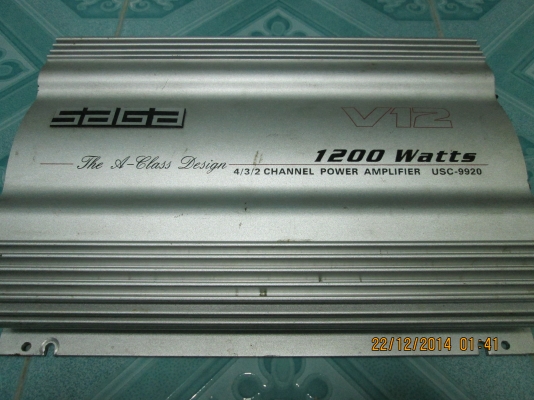 V12
The A-Class Design
1200 Watts
4/3/2 CHANNEL POWER AMPLIFIER USC-9920
22/12/2014 01:41